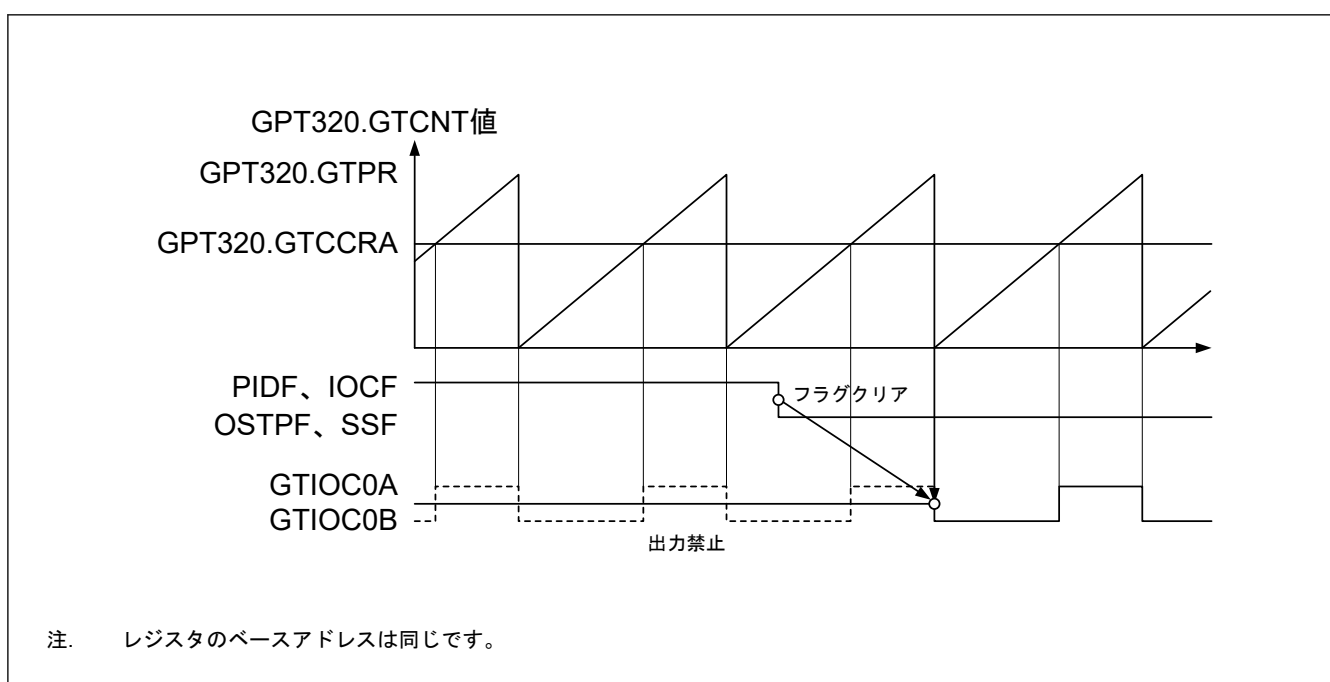 GPT320.GTCNT値
GPT320.GTPR
GPT320.GTCCRA
PIDF、IOCF
フラグクリア
OSTPF、SSF
GTIOC0A
GTIOC0B
出力禁止
注. レジスタのベースアドレスは同じです。